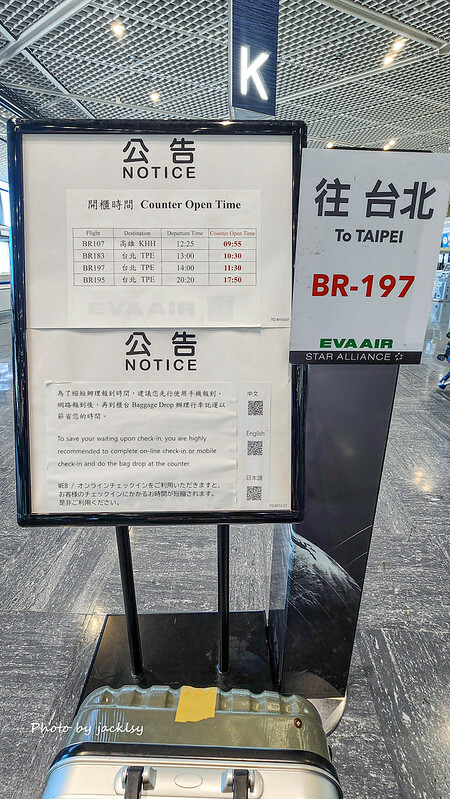 K
公告
NOTICE
開櫃時間 Counter Open Time
Flight Destination Departure Time Counter Open Time
BR107 高雄 KHH 12:25 09:55
BR183 台北 TPE 13:00 10:30
BR197 台北 TPE 14:00 11:30
BR195 台北 TPE 20:20 17:50
EVA AIR
公告
NOTICE
為了縮短辦理報到時間，建議您先行使用手機報到、
網路報到後，再到櫃台 Baggage Drop 辦理行李託運以
節省您的時間。
To save your waiting upon check-in, you are highly
recommended to complete on-line check-in or mobile
check-in and do the bag drop at the counter.
WEB / オンラインチェックインをご利用いただきますと、
お客様のチェックインにかかるお時間が短縮されます。
是非ご利用ください。
中文
English
日本語
往 台北
To TAIPEI
BR-197
EVA AIR
STAR ALLIANCE
Photo by jacklsy